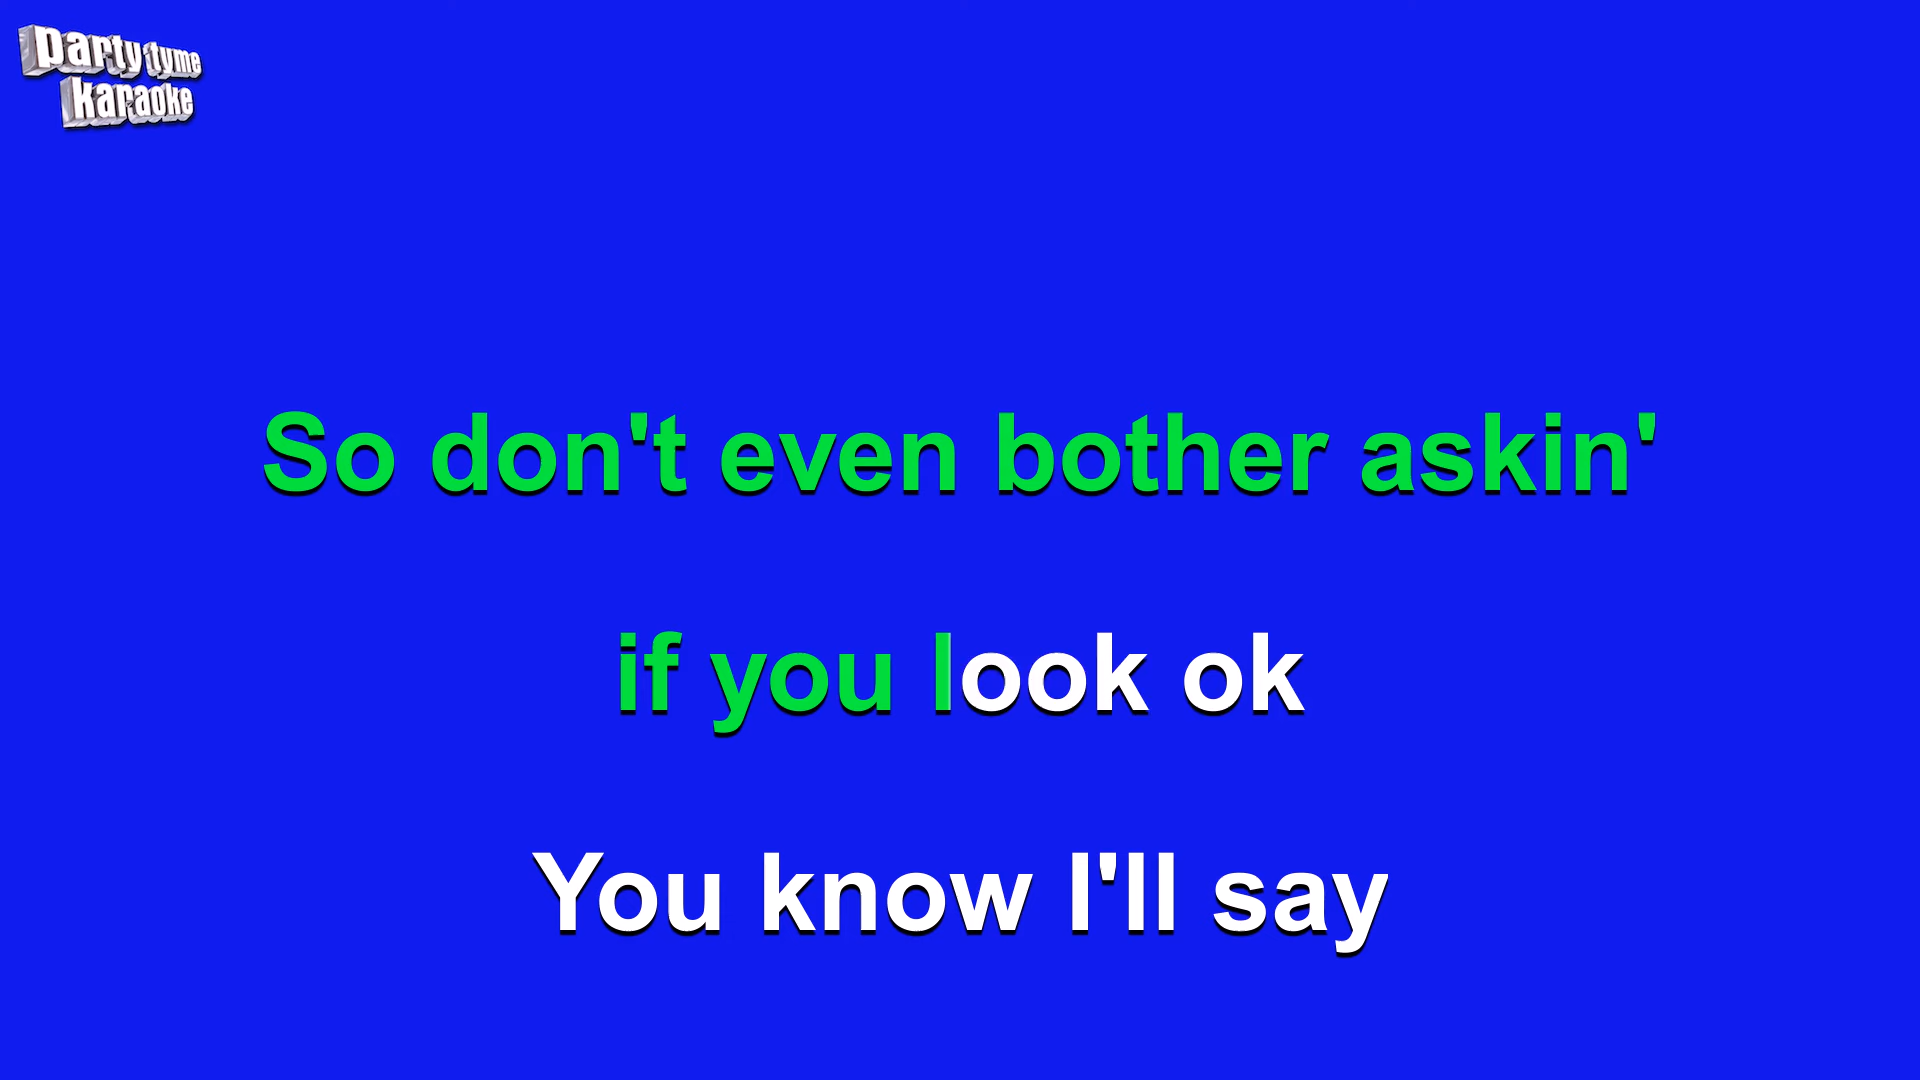 party tyme
karaoke
So don't even bother askin'
if you look ok
You know I'll say